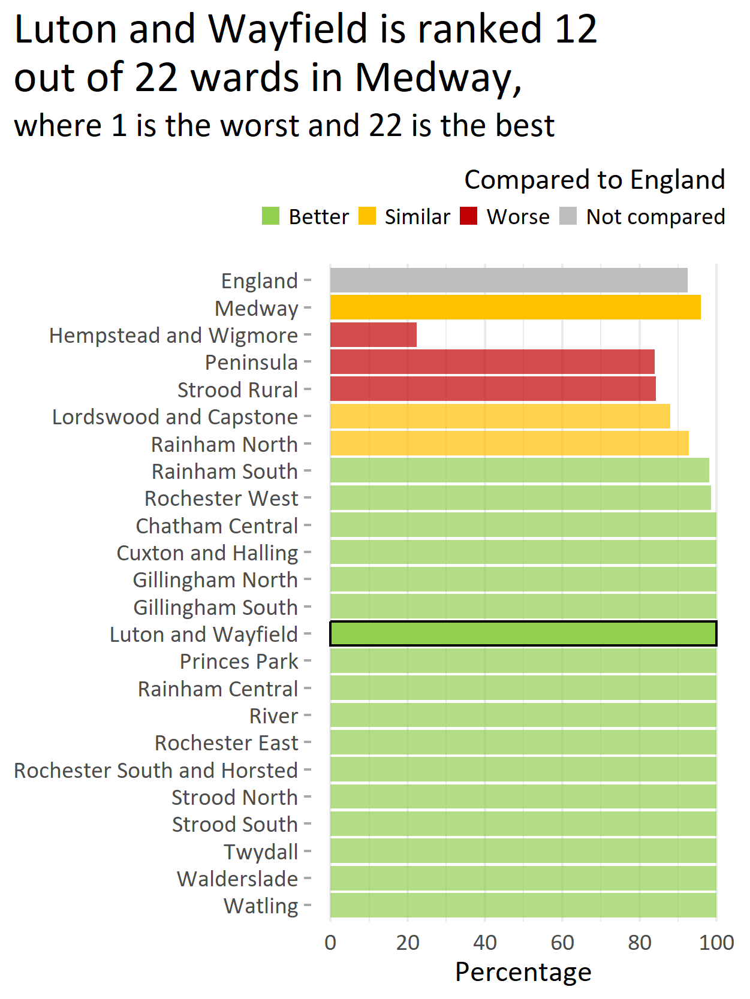 Luton and Wayfield is ranked 12
out of 22 wards in Medway,
where 1 is the worst and 22 is the best
Compared to England
Better Similar Worse Not compared
England
Medway
Hempstead and Wigmore
Peninsula
Strood Rural
Lordswood and Capstone
Rainham North
Rainham South
Rochester West
Chatham Central
Cuxton and Halling
Gillingham North
Gillingham South
Luton and Wayfield
Princes Park
Rainham Central
River
Rochester East
Rochester South and Horsted
Strood North
Strood South
Twydall
Walderslade
Watling
0 20 40 60 80 100
Percentage